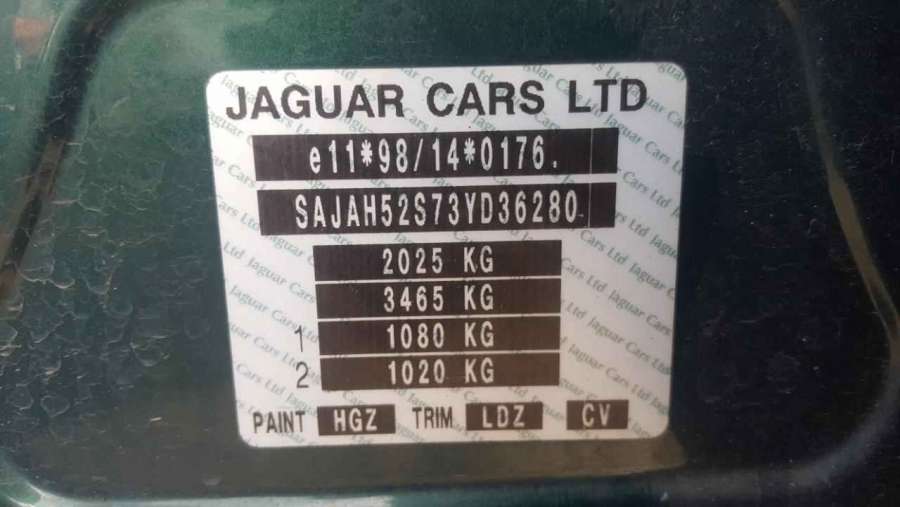 JAGUAR CARS LTD
e11*98/14*0176.
SAJAH52S73YD36280
2025 KG
3465 KG
1 1080 KG
2 1020 KG
PAINT HGZ TRIM LDZ CV